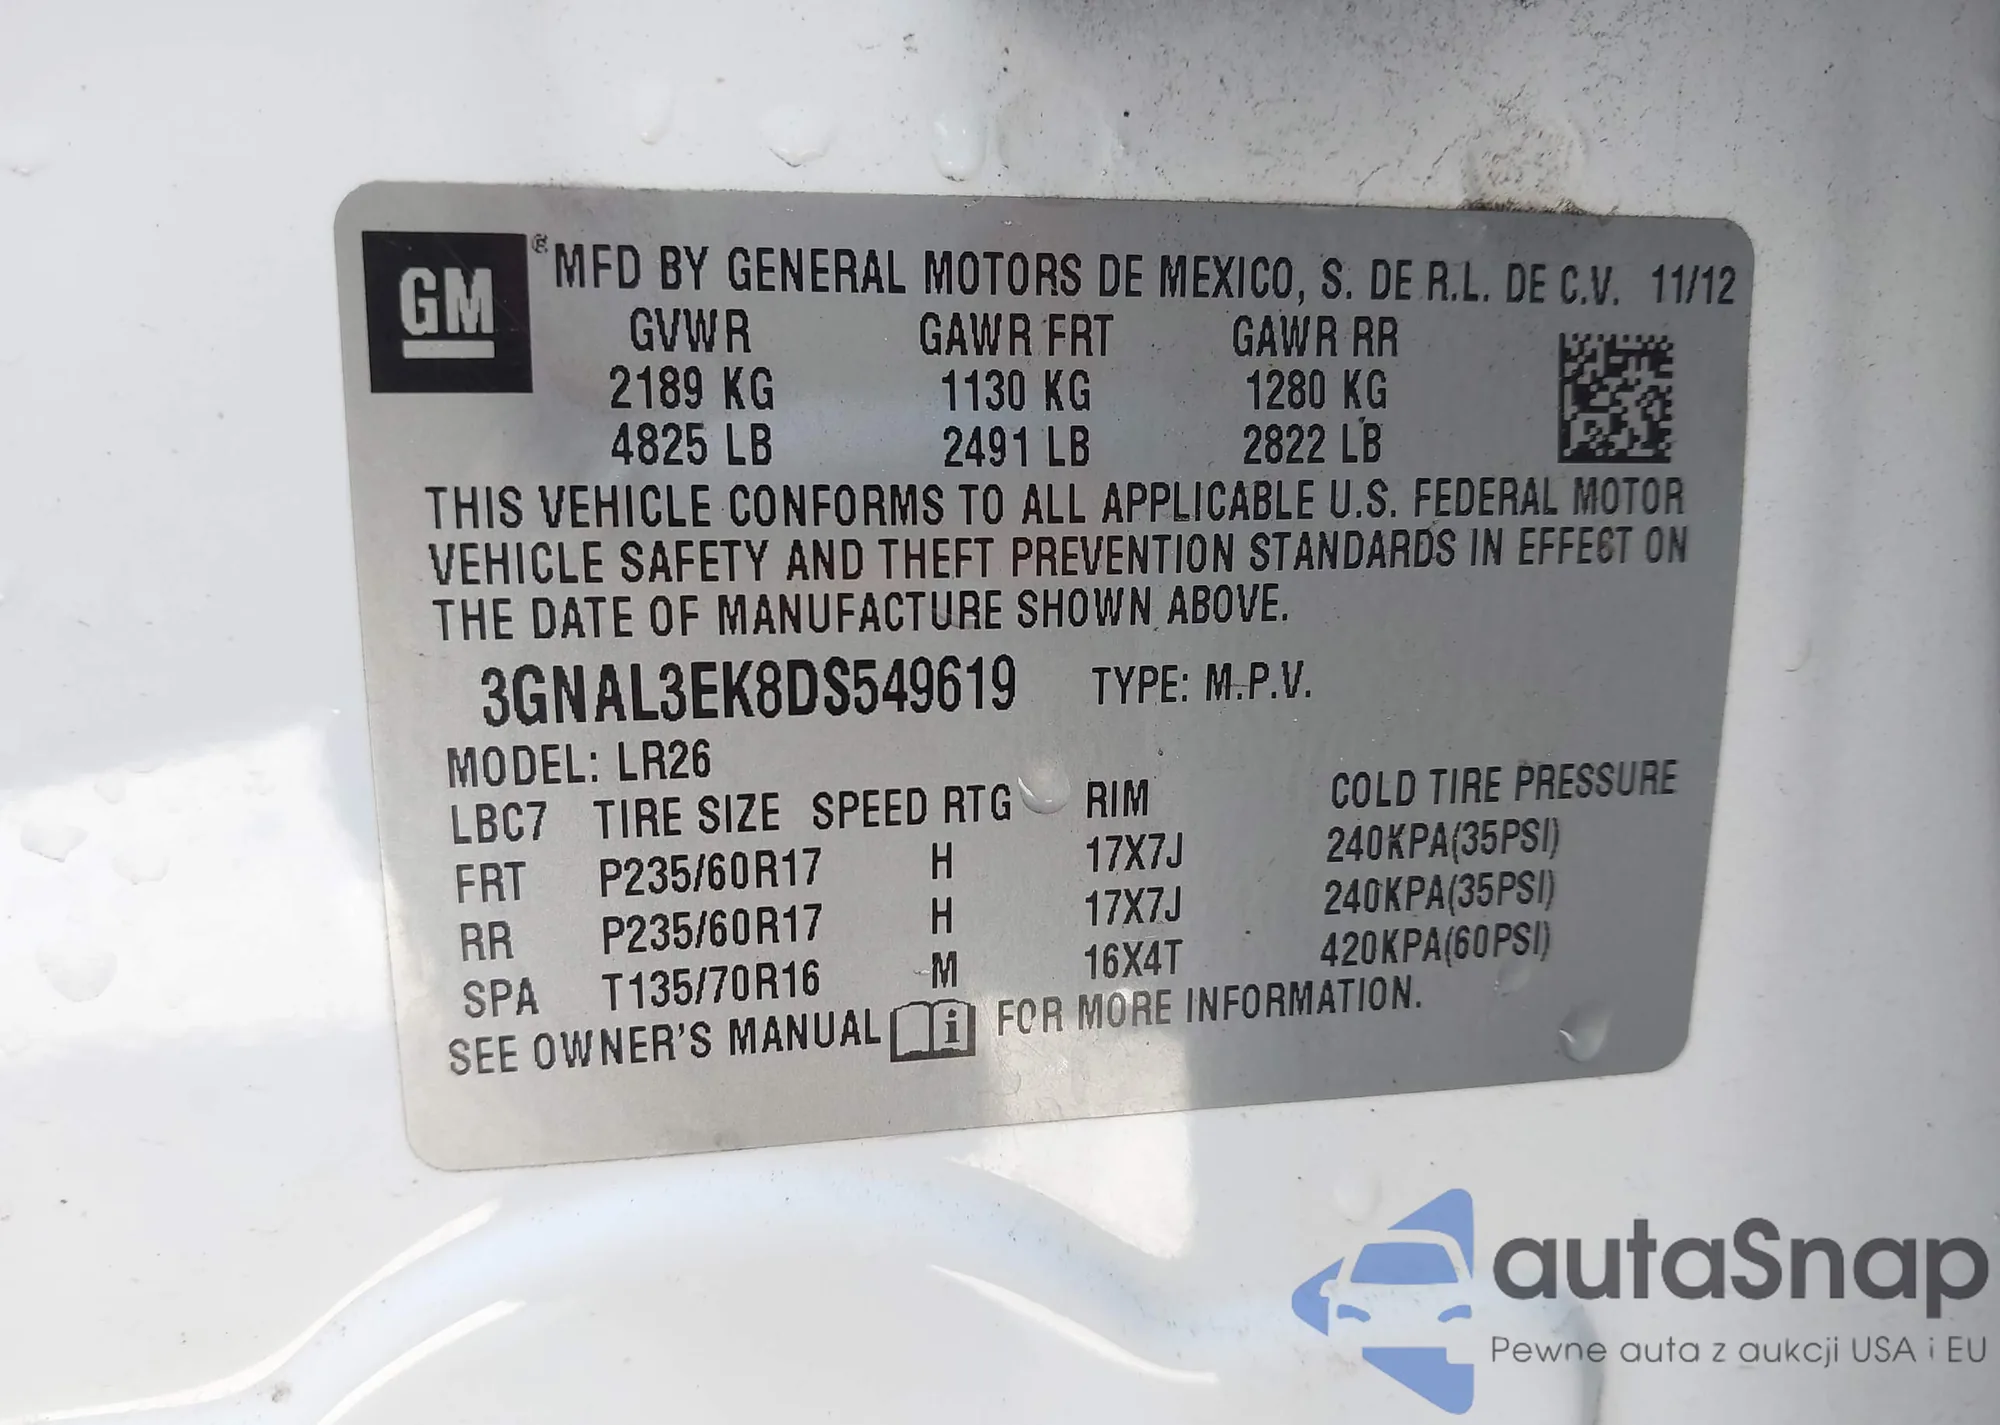 GM ® MFD BY GENERAL MOTORS DE MEXICO, S. DE R.L. DE C.V. 11/12
GVWR GAWR FRT GAWR RR
2189 KG 1130 KG 1280 KG
4825 LB 2491 LB 2822 LB
THIS VEHICLE CONFORMS TO ALL APPLICABLE U.S. FEDERAL MOTOR
VEHICLE SAFETY AND THEFT PREVENTION STANDARDS IN EFFECT ON
THE DATE OF MANUFACTURE SHOWN ABOVE.
3GNAL3EK8DS549619 TYPE: M.P.V.
MODEL: LR26
LBC7 TIRE SIZE SPEED RTG RIM COLD TIRE PRESSURE
FRT P235/60R17 H 17X7J 240KPA(35PSI)
RR P235/60R17 H 17X7J 240KPA(35PSI)
SPA T135/70R16 M 16X4T 420KPA(60PSI)
SEE OWNER'S MANUAL i FOR MORE INFORMATION.
autaSnap
Pewne auta z aukcji USA i EU